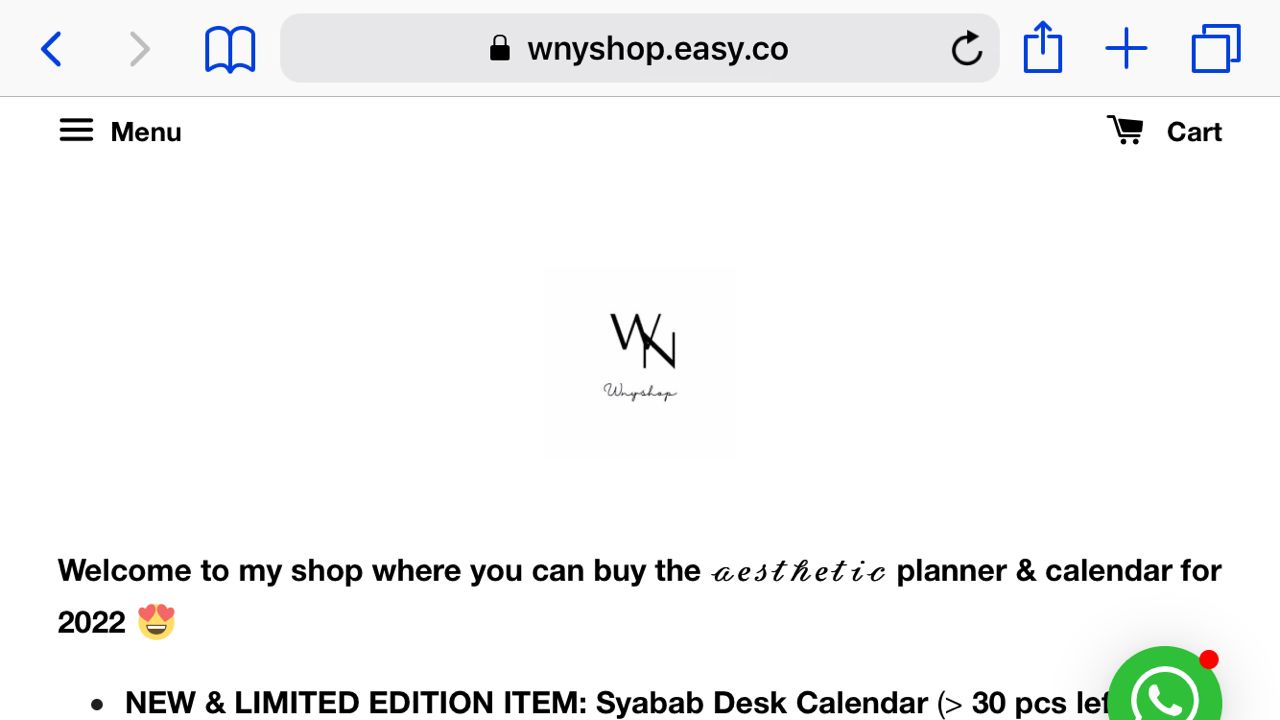 wnyshop.easy.co
Menu
Cart
WN
Wnyshop
Welcome to my shop where you can buy the 𝒶𝑒𝓈𝓉𝒽𝑒𝓉𝒾𝒸 planner & calendar for
2022 😍
• NEW & LIMITED EDITION ITEM: Syabab Desk Calendar (> 30 pcs lef